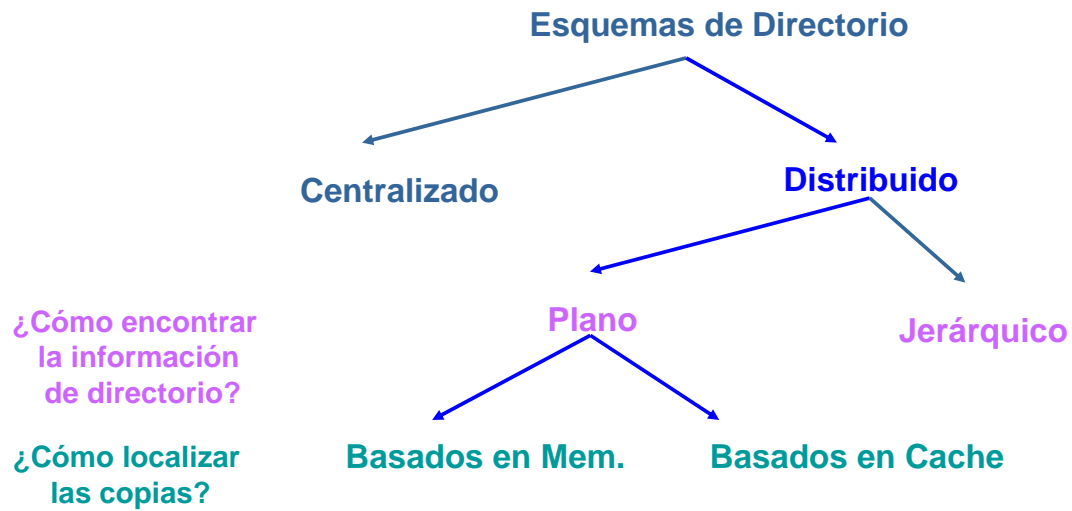 Esquemas de Directorio
Centralizado
Distribuido
¿Cómo encontrar
la información
de directorio?
Plano
Jerárquico
¿Cómo localizar
las copias?
Basados en Mem.
Basados en Cache